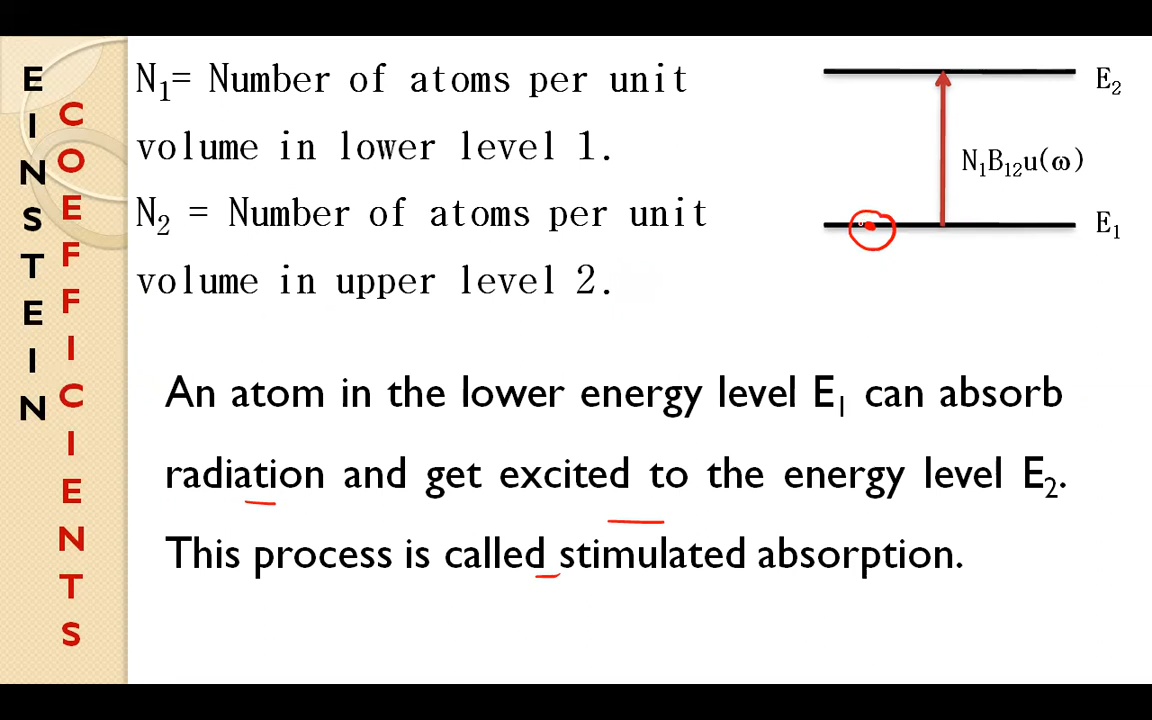 EINSTEIN
COEFFICIENTS
N₁= Number of atoms per unit
volume in lower level 1.
N₂ = Number of atoms per unit
volume in upper level 2.
E₂
N₁B₁₂u(ω)
E₁
An atom in the lower energy level E₁ can absorb
radiation and get excited to the energy level E₂.
This process is called stimulated absorption.